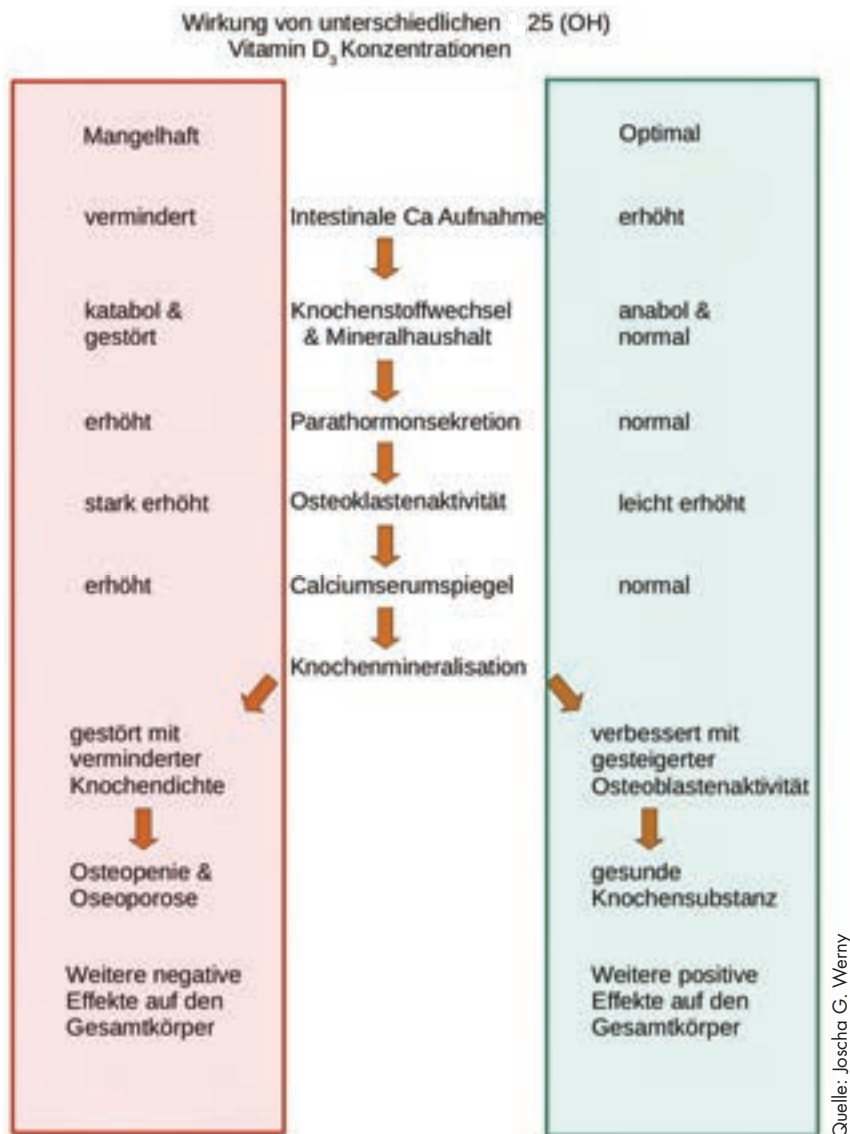 Wirkung von unterschiedlichen 25 (OH)
Vitamin D₃ Konzentrationen
Mangelhaft
Optimal
vermindert
Intestinale Ca Aufnahme
erhöht
katabol &
gestört
Knochenstoffwechsel
& Mineralhaushalt
anabol &
normal
erhöht
Parathormonsekretion
normal
stark erhöht
Osteoklastenaktivität
leicht erhöht
erhöht
Calciumserumspiegel
normal
Knochenmineralisation
gestört mit
verminderter
Knochendichte
verbessert mit
gesteigerter
Osteoblastenaktivität
Osteopenie &
Oseoporose
gesunde
Knochensubstanz
Weitere negative
Effekte auf den
Gesamtkörper
Weitere positive
Effekte auf den
Gesamtkörper
Quelle: Joscha G. Werny